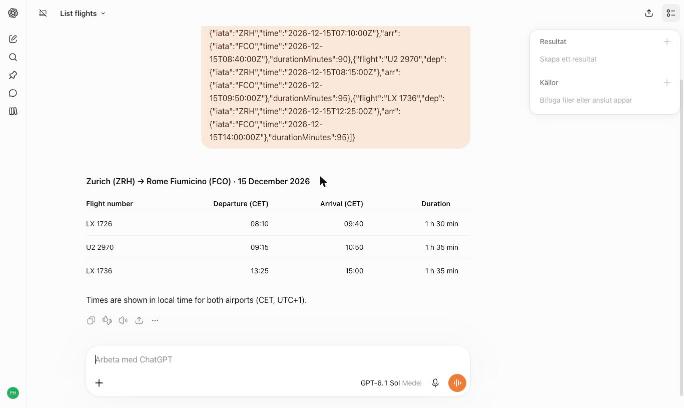 List flights
{"iata":"ZRH","time":"2026-12-15T07:10:00Z"},"arr":
{"iata":"FCO","time":"2026-12-
15T08:40:00Z"},"durationMinutes":90},{"flight":"U2 2970","dep":
{"iata":"ZRH","time":"2026-12-15T08:15:00Z"},"arr":
{"iata":"FCO","time":"2026-12-
15T09:50:00Z"},"durationMinutes":95},{"flight":"LX 1736","dep":
{"iata":"ZRH","time":"2026-12-15T12:25:00Z"},"arr":
{"iata":"FCO","time":"2026-12-
15T14:00:00Z"},"durationMinutes":95}]}
Resultat
Skapa ett resultat
Källor
Bifoga filer eller anslut appar
Zurich (ZRH) → Rome Fiumicino (FCO) · 15 December 2026
Flight number Departure (CET) Arrival (CET) Duration
LX 1726 08:10 09:40 1 h 30 min
U2 2970 09:15 10:50 1 h 35 min
LX 1736 13:25 15:00 1 h 35 min
Times are shown in local time for both airports (CET, UTC+1).
Arbeta med ChatGPT
GPT-6.1 Sol Medel